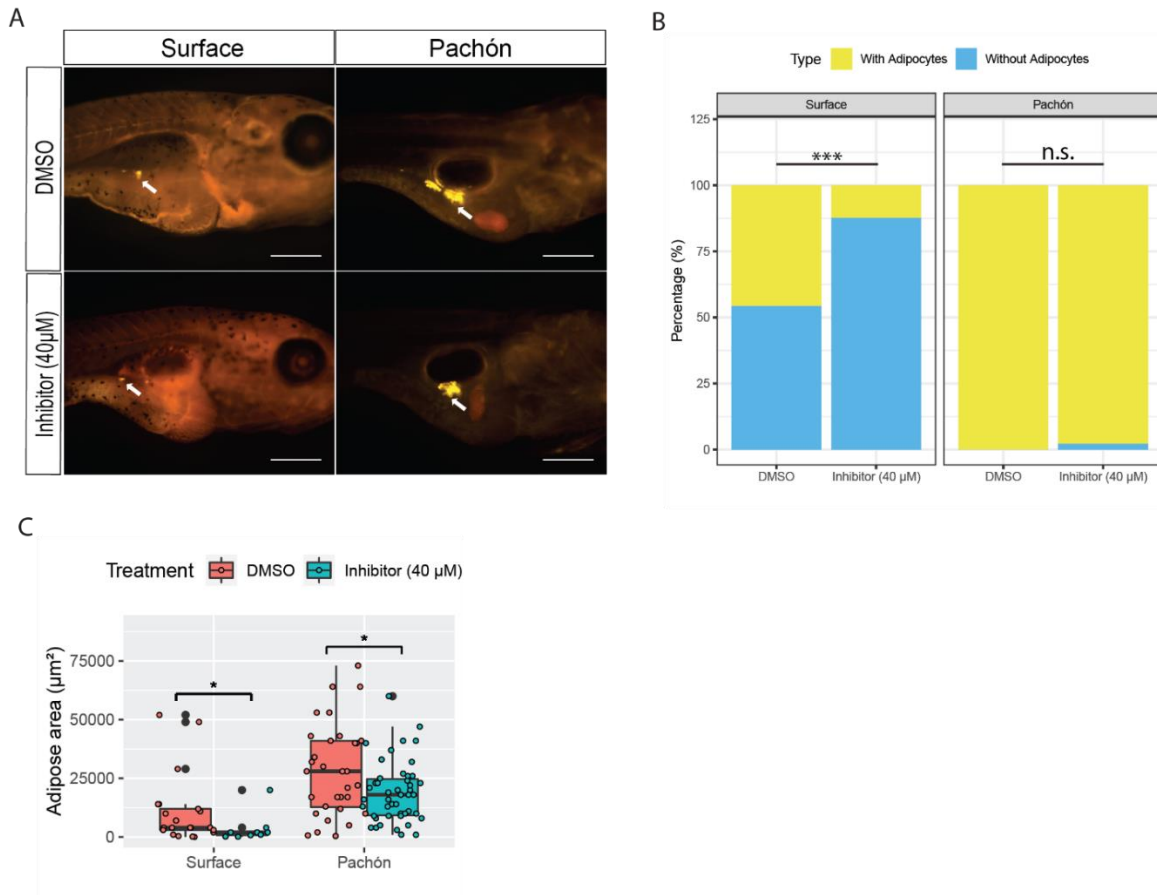 A
Surface Pachón
DMSO
Inhibitor (40µM)
B
Type With Adipocytes Without Adipocytes
Surface Pachón
125
100
75
50
25
0
*** n.s.
Percentage (%)
DMSO Inhibitor (40 µM) DMSO Inhibitor (40 µM)
C
Treatment DMSO Inhibitor (40 µM)
75000
50000
25000
0
* *
Adipose area (µm²)
Surface Pachón